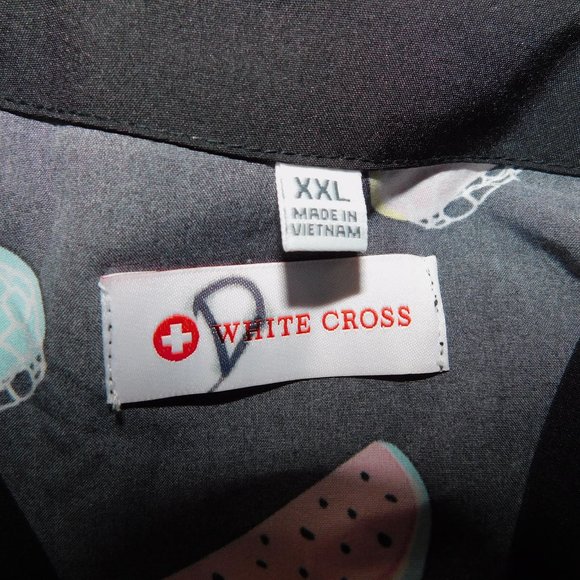 XXL
MADE IN
VIETNAM
D
WHITE CROSS